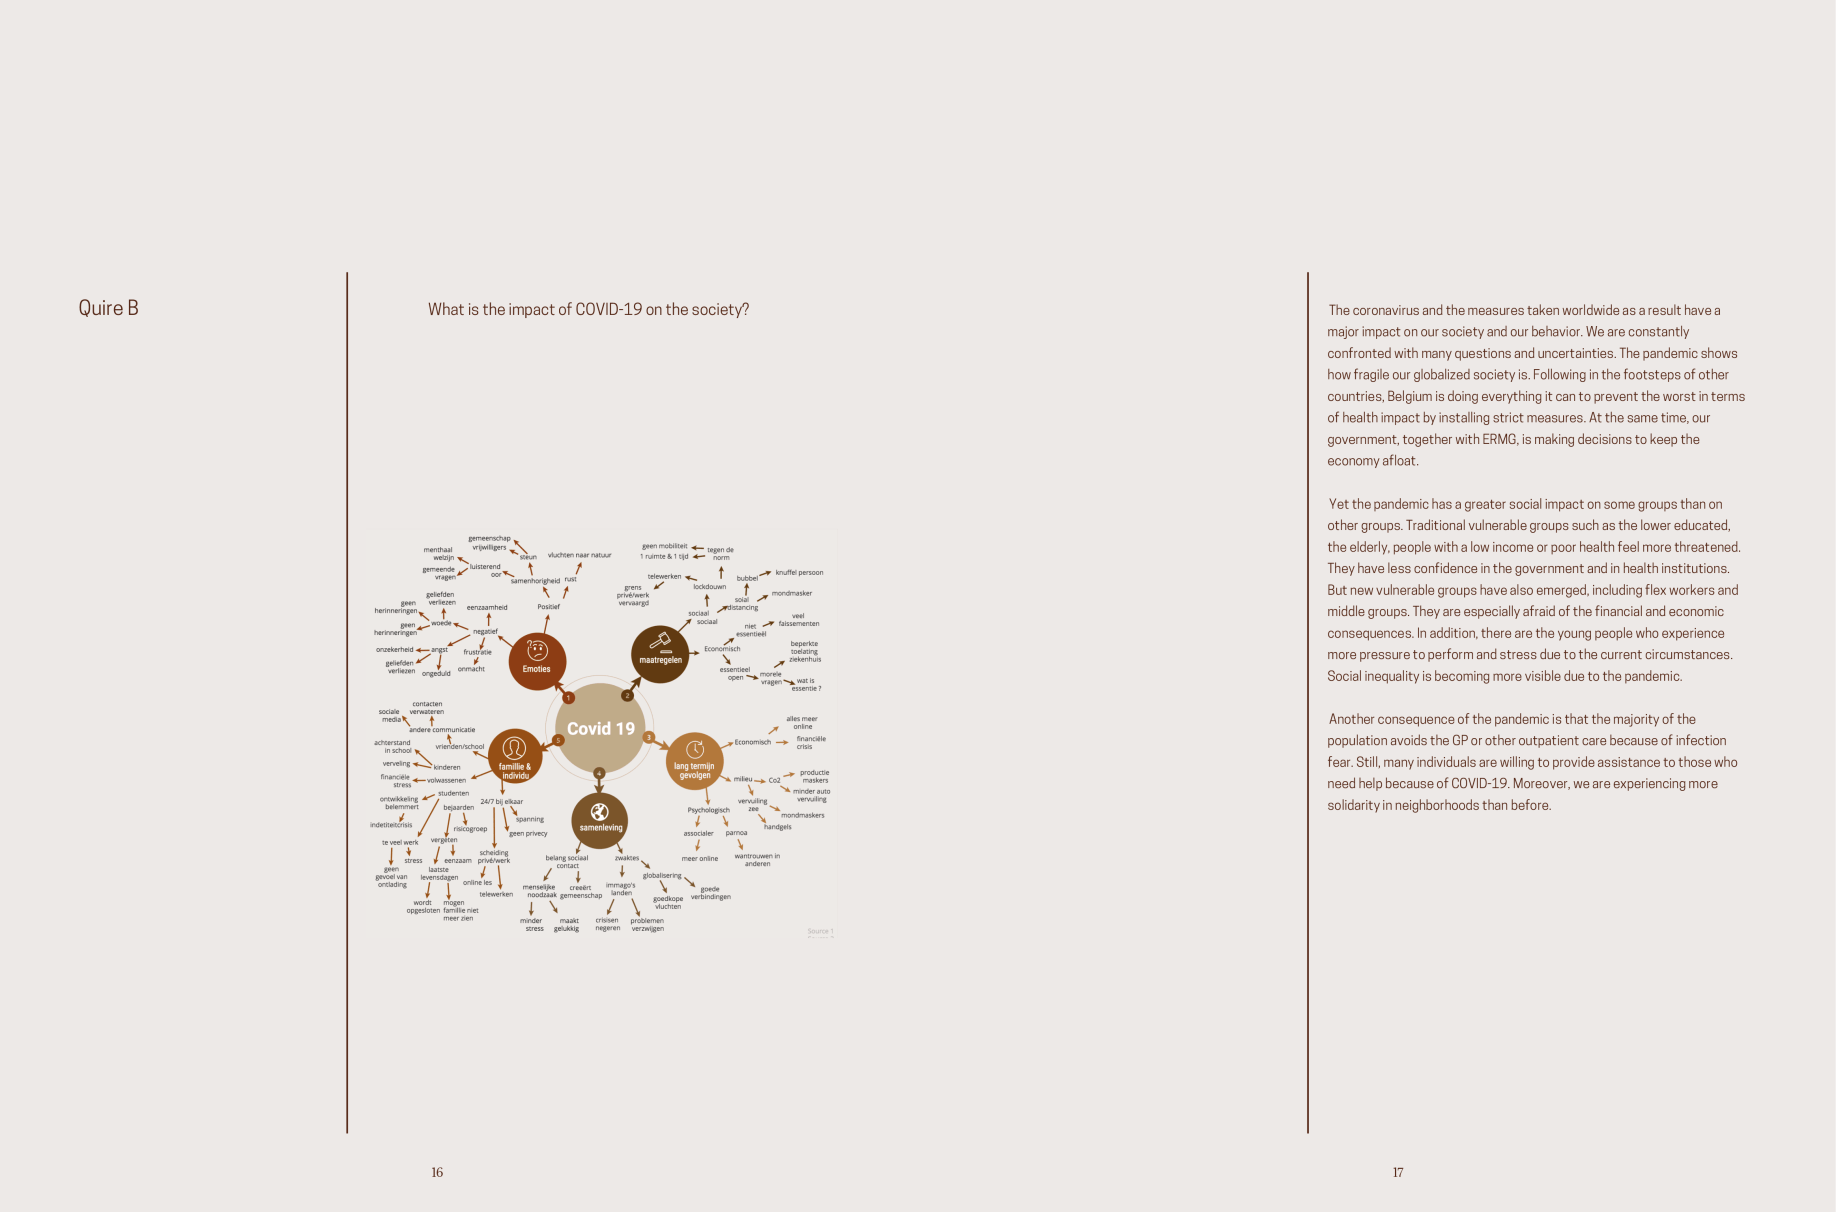 Quire B
What is the impact of COVID-19 on the society?
gemeenschap
vrijwilligers
steun
menthaal
welzijn
gemeende
vragen
luisterend
oor
samenhorigheid
vluchten naar natuur
rust
Positief
geliefden
verliezen
geen
herinneringen
geen
herinneringen
woede
eenzaamheid
negatief
onzekerheid
angst
geliefden
verliezen
ongeduld
frustratie
onmacht
Emoties
1
geen mobiliteit
1 ruimte & 1 tijd
tegen de
norm
telewerken
grens
privé/werk
vervaargd
lockdouwn
bubbel
knuffel persoon
soial
distancing
mondmasker
sociaal
sociaal
niet
essentieël
veel
faissementen
Economisch
essentieel
open
morele
vragen
beperkte
toelating
ziekenhuis
wat is
essentie ?
maatregelen
2
Covid 19
3
lang termijn
gevolgen
alles meer
online
Economisch
financiële
crisis
milieu
Co2
productie
maskers
minder auto
vervuiling
vervuiling
zee
mondmaskers
handgels
Psychologisch
associaler
parnoa
meer online
wantrouwen in
anderen
4
samenleving
belang sociaal
contact
zwaktes
menselijke
noodzaak
creeërt
gemeenschap
minder
stress
maakt
gelukkig
immago's
landen
globalisering
crisisen
negeren
problemen
verzwijgen
goedkope
vluchten
goede
verbindingen
5
famillie &
individu
contacten
verwateren
sociale
media
andere communicatie
vrienden/school
achterstand
in school
verveling
kinderen
financiële
stress
volwassenen
studenten
ontwikkeling
belemmert
indetiteitcrisis
te veel werk
stress
geen
gevoel van
ontlading
bejaarden
risicogroep
vergeten
eenzaam
laatste
levensdagen
wordt
opgesloten
mogen
famillie niet
meer zien
24/7 bij elkaar
spanning
geen privecy
scheiding
privé/werk
online les
telewerken
Source 1
16
The coronavirus and the measures taken worldwide as a result have a
major impact on our society and our behavior. We are constantly
confronted with many questions and uncertainties. The pandemic shows
how fragile our globalized society is. Following in the footsteps of other
countries, Belgium is doing everything it can to prevent the worst in terms
of health impact by installing strict measures. At the same time, our
government, together with ERMG, is making decisions to keep the
economy afloat.
Yet the pandemic has a greater social impact on some groups than on
other groups. Traditional vulnerable groups such as the lower educated,
the elderly, people with a low income or poor health feel more threatened.
They have less confidence in the government and in health institutions.
But new vulnerable groups have also emerged, including flex workers and
middle groups. They are especially afraid of the financial and economic
consequences. In addition, there are the young people who experience
more pressure to perform and stress due to the current circumstances.
Social inequality is becoming more visible due to the pandemic.
Another consequence of the pandemic is that the majority of the
population avoids the GP or other outpatient care because of infection
fear. Still, many individuals are willing to provide assistance to those who
need help because of COVID-19. Moreover, we are experiencing more
solidarity in neighborhoods than before.
17